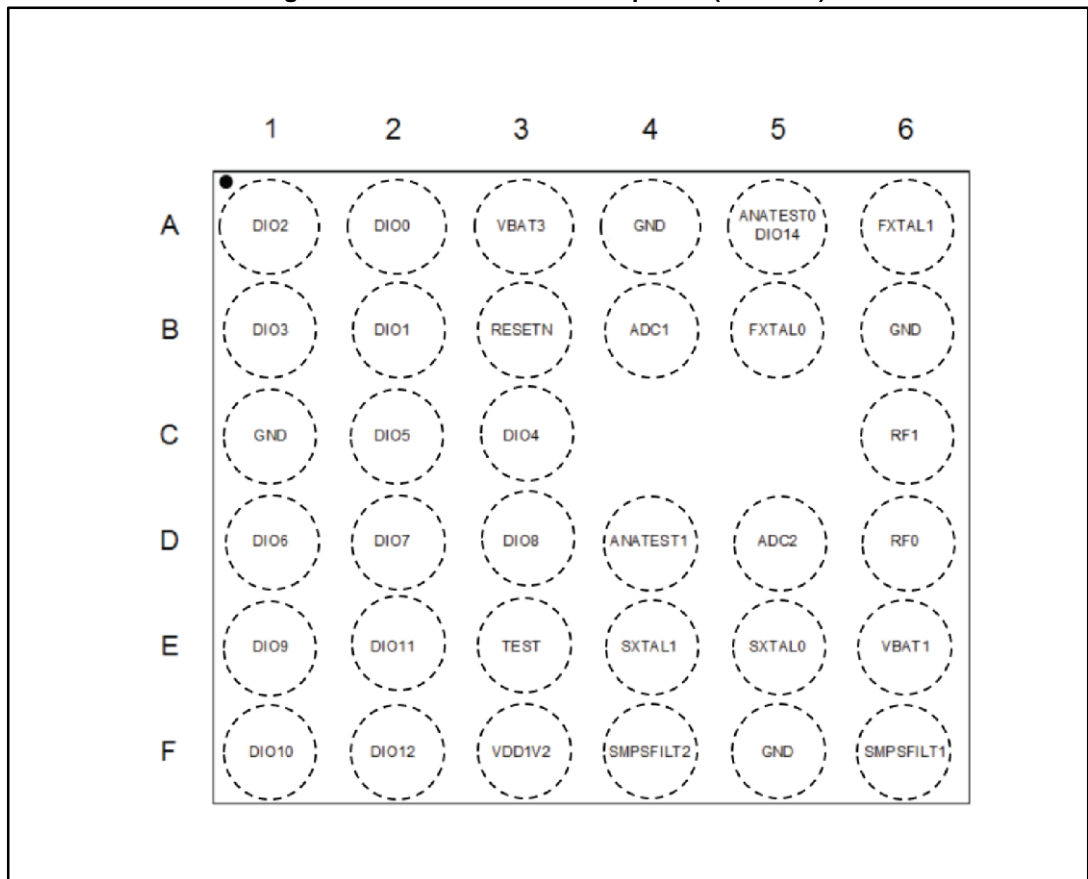 1 2 3 4 5 6
A DIO2 DIO0 VBAT3 GND ANATEST0 DIO14 FXTAL1
B DIO3 DIO1 RESETN ADC1 FXTAL0 GND
C GND DIO5 DIO4 RF1
D DIO6 DIO7 DIO8 ANATEST1 ADC2 RF0
E DIO9 DIO11 TEST SXTAL1 SXTAL0 VBAT1
F DIO10 DIO12 VDD1V2 SMPSFILT2 GND SMPSFILT1